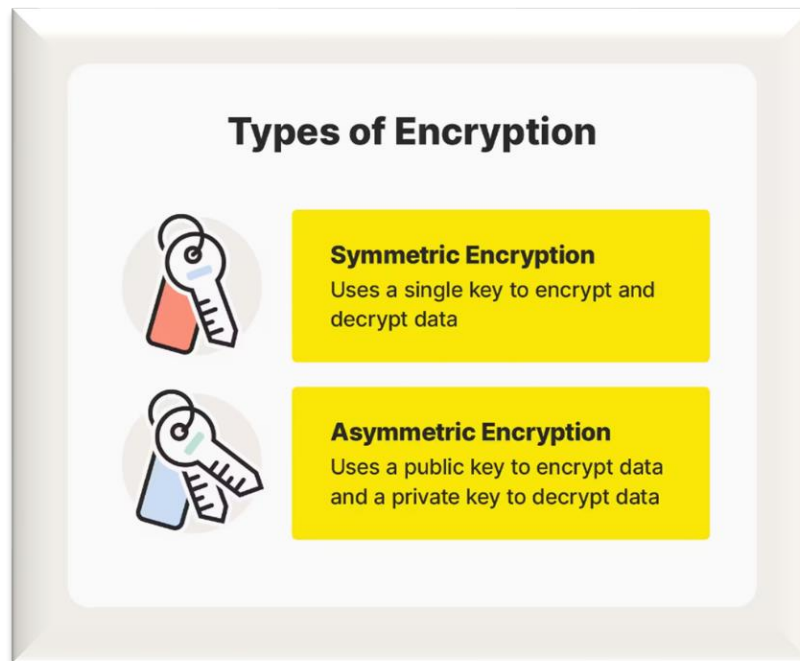 Types of Encryption
Symmetric Encryption
Uses a single key to encrypt and
decrypt data
Asymmetric Encryption
Uses a public key to encrypt data
and a private key to decrypt data